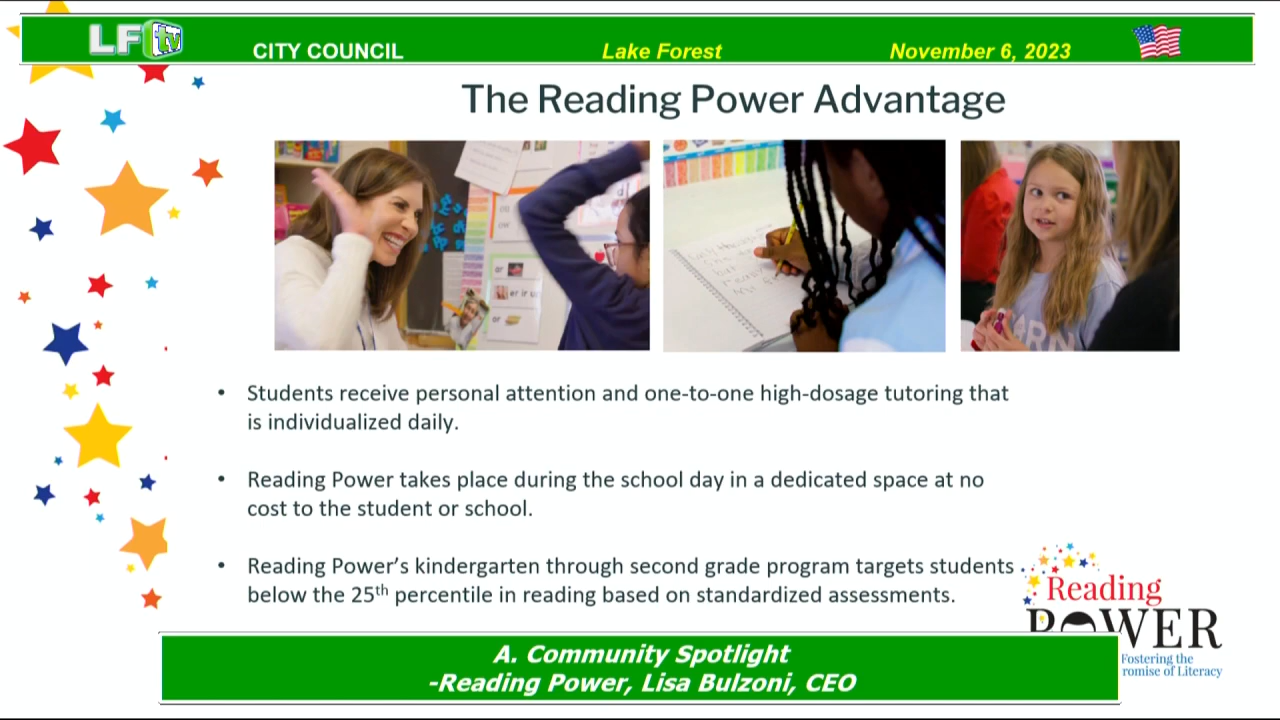 LFtv
CITY COUNCIL Lake Forest November 6, 2023
The Reading Power Advantage
• Students receive personal attention and one-to-one high-dosage tutoring that
is individualized daily.
• Reading Power takes place during the school day in a dedicated space at no
cost to the student or school.
• Reading Power's kindergarten through second grade program targets students
below the 25th percentile in reading based on standardized assessments.
Reading
POWER
Fostering the
romise of Literacy
A. Community Spotlight
-Reading Power, Lisa Bulzoni, CEO